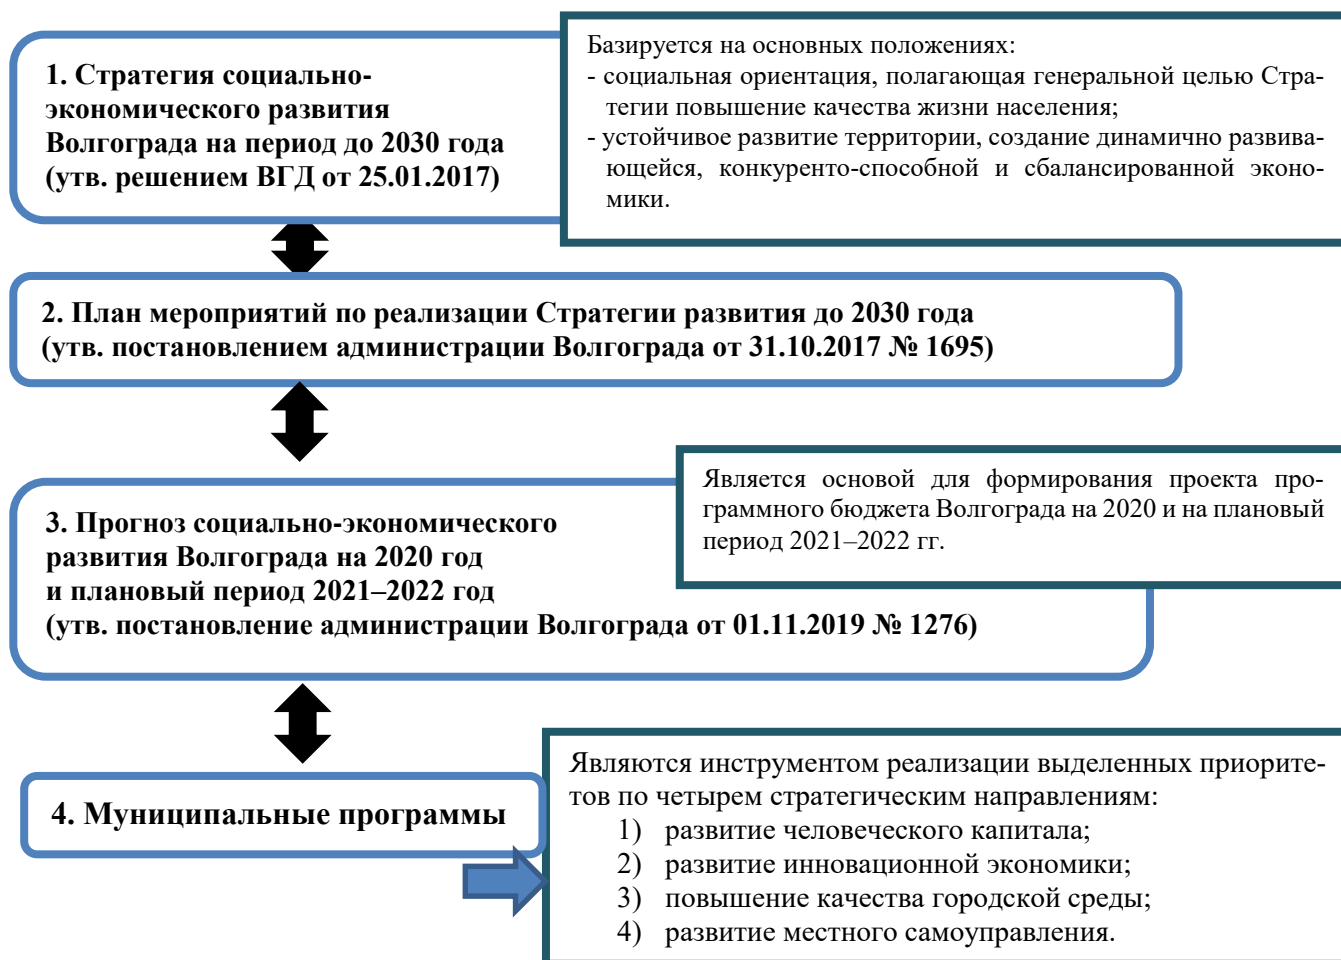 1. Стратегия социально-
экономического развития
Волгограда на период до 2030 года
(утв. решением ВГД от 25.01.2017)
Базируется на основных положениях:
- социальная ориентация, полагающая генеральной целью Стра-
тегии повышение качества жизни населения;
- устойчивое развитие территории, создание динамично развива-
ющейся, конкуренто-способной и сбалансированной эконо-
мики.
2. План мероприятий по реализации Стратегии развития до 2030 года
(утв. постановлением администрации Волгограда от 31.10.2017 № 1695)
3. Прогноз социально-экономического
развития Волгограда на 2020 год
и плановый период 2021–2022 год
(утв. постановление администрации Волгограда от 01.11.2019 № 1276)
Является основой для формирования проекта про-
граммного бюджета Волгограда на 2020 и на плановый
период 2021–2022 гг.
4. Муниципальные программы
Являются инструментом реализации выделенных приорите-
тов по четырем стратегическим направлениям:
1) развитие человеческого капитала;
2) развитие инновационной экономики;
3) повышение качества городской среды;
4) развитие местного самоуправления.